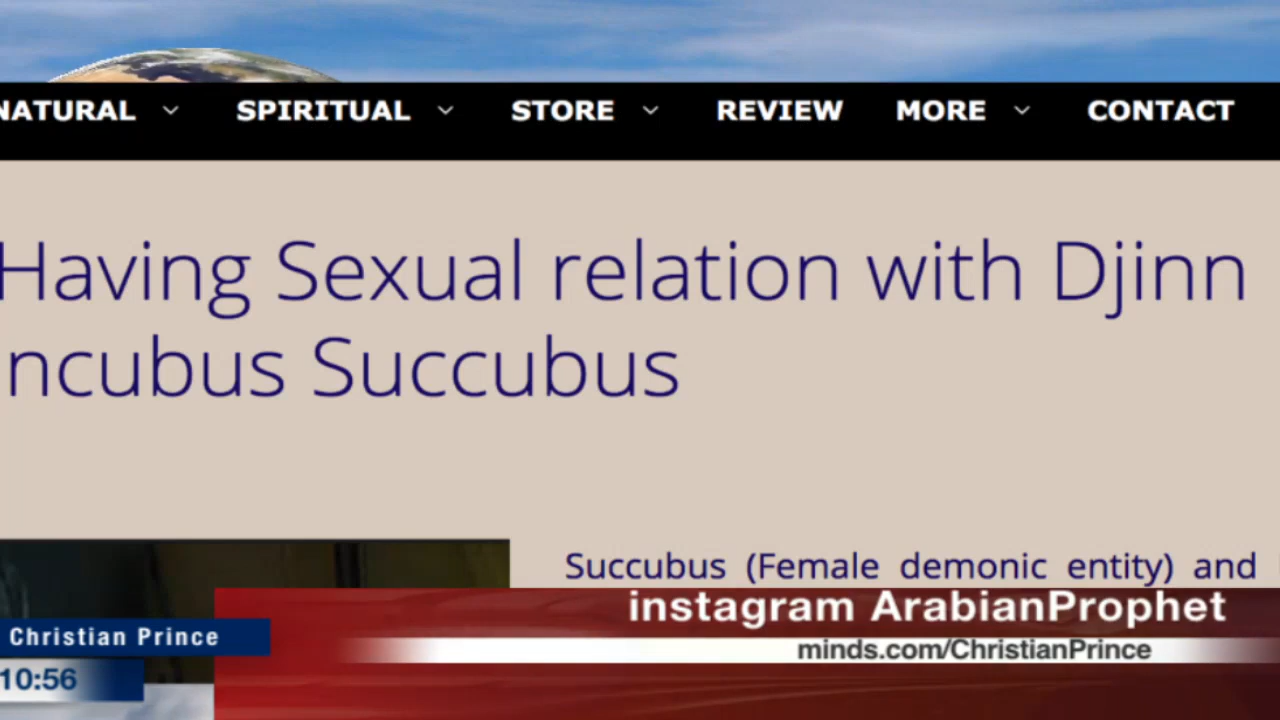 NATURAL SPIRITUAL STORE REVIEW MORE CONTACT
Having Sexual relation with Djinn
ncubus Succubus
Succubus (Female demonic entity) and
instagram ArabianProphet
minds.com/ChristianPrince
Christian Prince
10:56